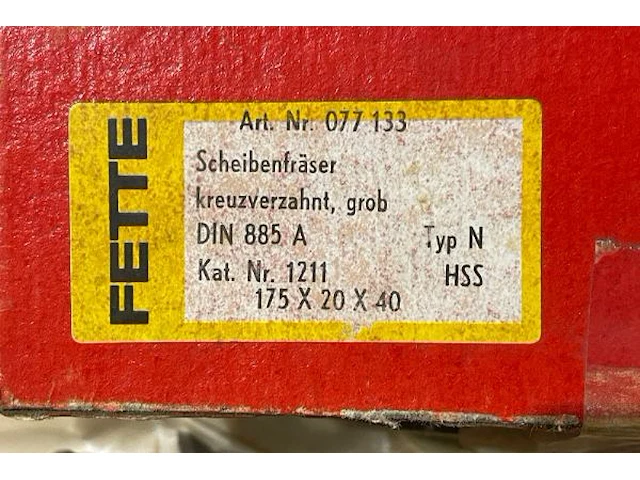 FETTE
Art. Nr. 077 133
Scheibenfräser
kreuzverzahnt, grob
DIN 885 A Typ N
Kat. Nr. 1211 HSS
175 X 20 X 40